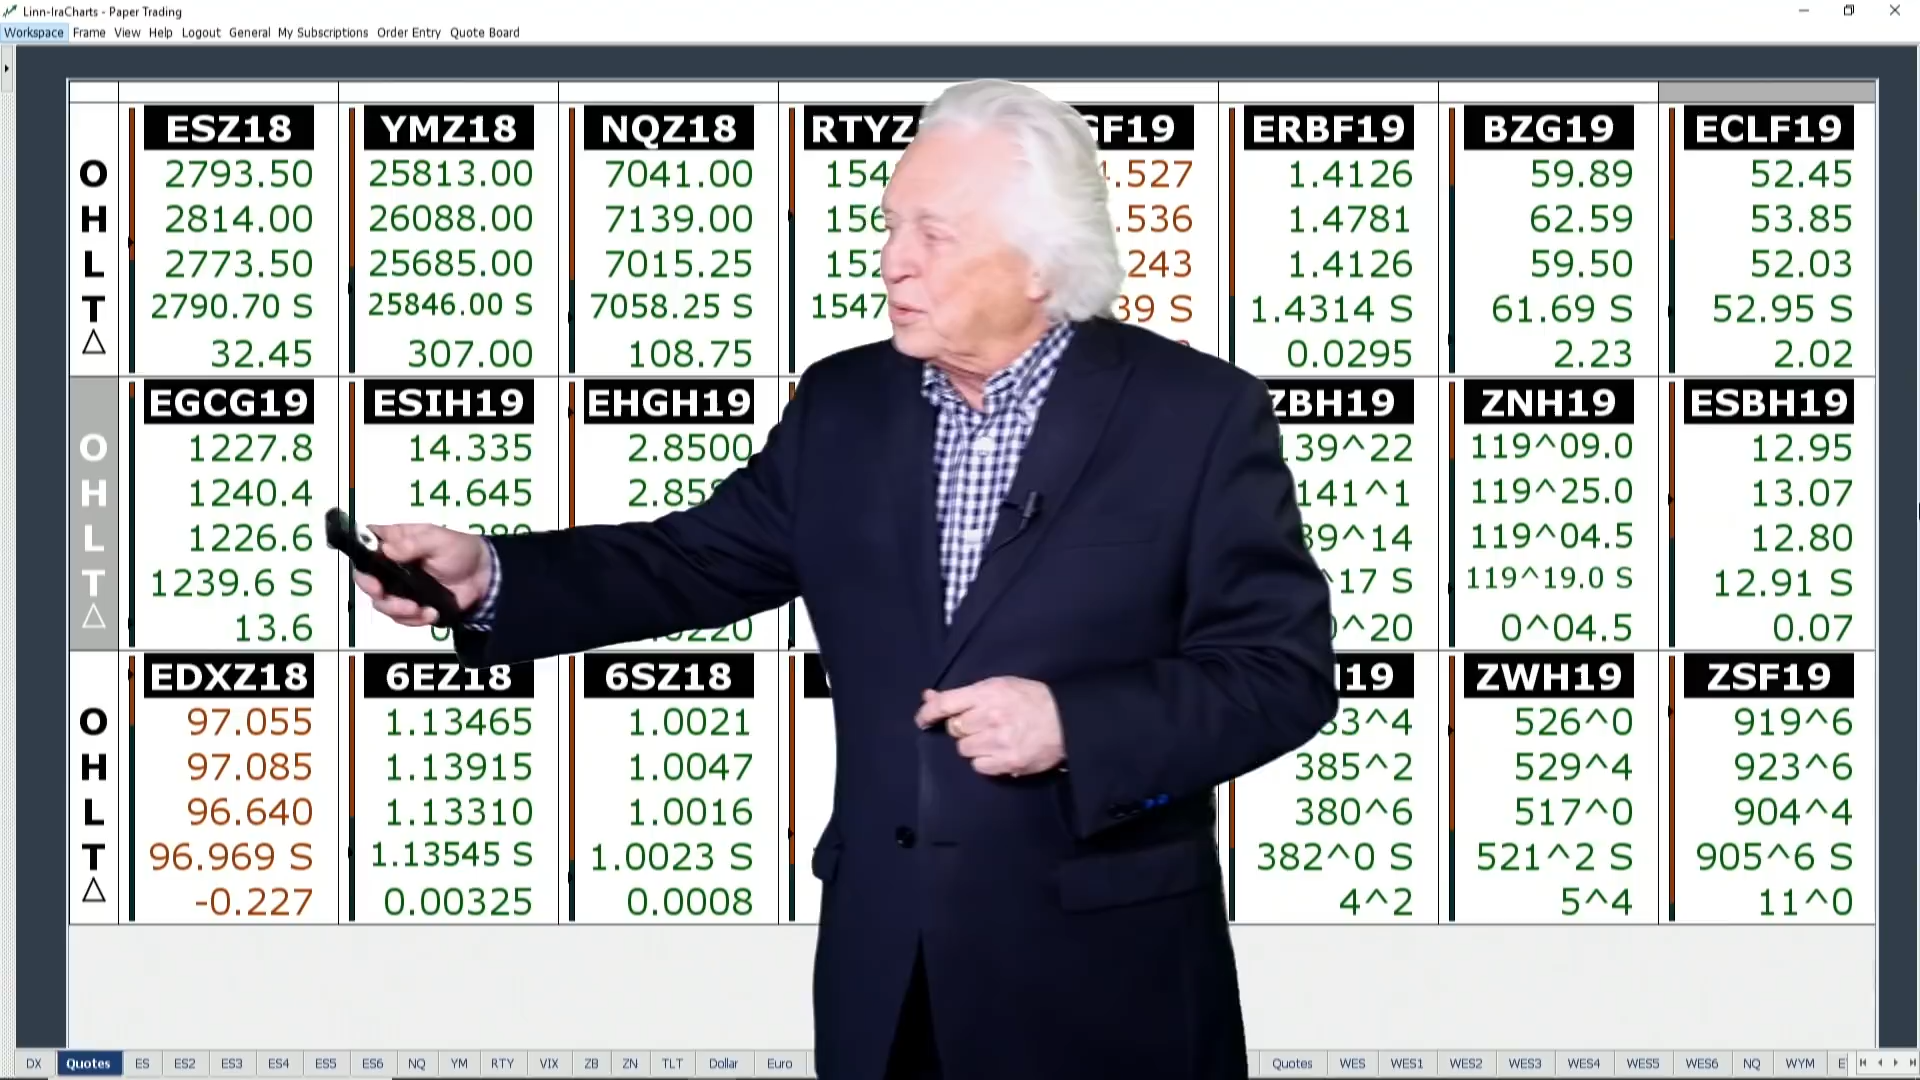 Linn-IraCharts - Paper Trading
Workspace Frame View Help Logout General My Subscriptions Order Entry Quote Board
ESZ18 YMZ18 NQZ18 ERBF19 BZG19 ECLF19
O 2793.50 25813.00 7041.00 1.4126 59.89 52.45
H 2814.00 26088.00 7139.00 1.4781 62.59 53.85
L 2773.50 25685.00 7015.25 1.4126 59.50 52.03
T 2790.70 S 25846.00 S 7058.25 S 1.4314 S 61.69 S 52.95 S
△ 32.45 307.00 108.75 0.0295 2.23 2.02
EGCG19 ESIH19 EHGH19 ZBH19 ZNH19 ESBH19
O 1227.8 14.335 2.8500 119^09.0 12.95
H 1240.4 14.645 119^25.0 13.07
L 1226.6 119^04.5 12.80
T 1239.6 S 119^19.0 S 12.91 S
△ 13.6 0^04.5 0.07
EDXZ18 6EZ18 6SZ18 ZWH19 ZSF19
O 97.055 1.13465 1.0021 526^0 919^6
H 97.085 1.13915 1.0047 385^2 529^4 923^6
L 96.640 1.13310 1.0016 380^6 517^0 904^4
T 96.969 S 1.13545 S 1.0023 S 382^0 S 521^2 S 905^6 S
△ -0.227 0.00325 0.0008 4^2 5^4 11^0
DX Quotes ES ES2 ES3 ES4 ES5 ES6 NQ YM RTY VIX ZB ZN TLT Dollar Euro Quotes WES WES1 WES2 WES3 WES4 WES5 WES6 NQ WYM